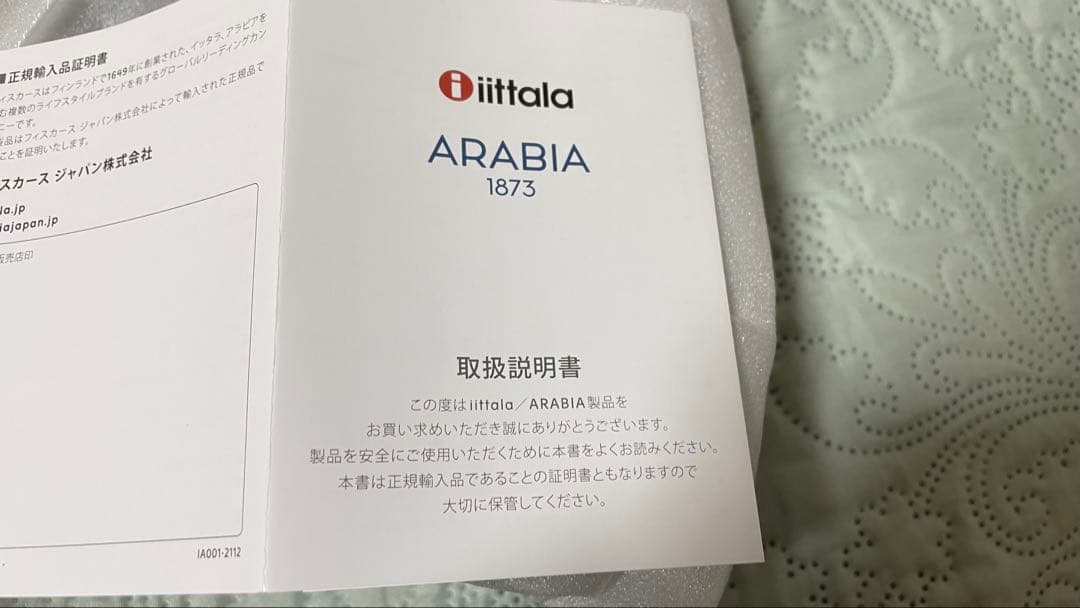 ■正規輸入品証明書
ィスカースはフィンランドで1649年に創業された、イッタラ、アラビアを
む複数のライフスタイルブランドを有するグローバルリーディングカン
ニーです。
製品はフィスカース ジャパン株式会社によって輸入された正規品で
ことを証明いたします。
スカース ジャパン株式会社
la.jp
iajapan.jp
販売店印
IA001-2112
iittala
ARABIA
1873
取扱説明書
この度はiittala／ARABIA製品を
お買い求めいただき誠にありがとうございます。
製品を安全にご使用いただくために本書をよくお読みください。
本書は正規輸入品であることの証明書ともなりますので
大切に保管してください。